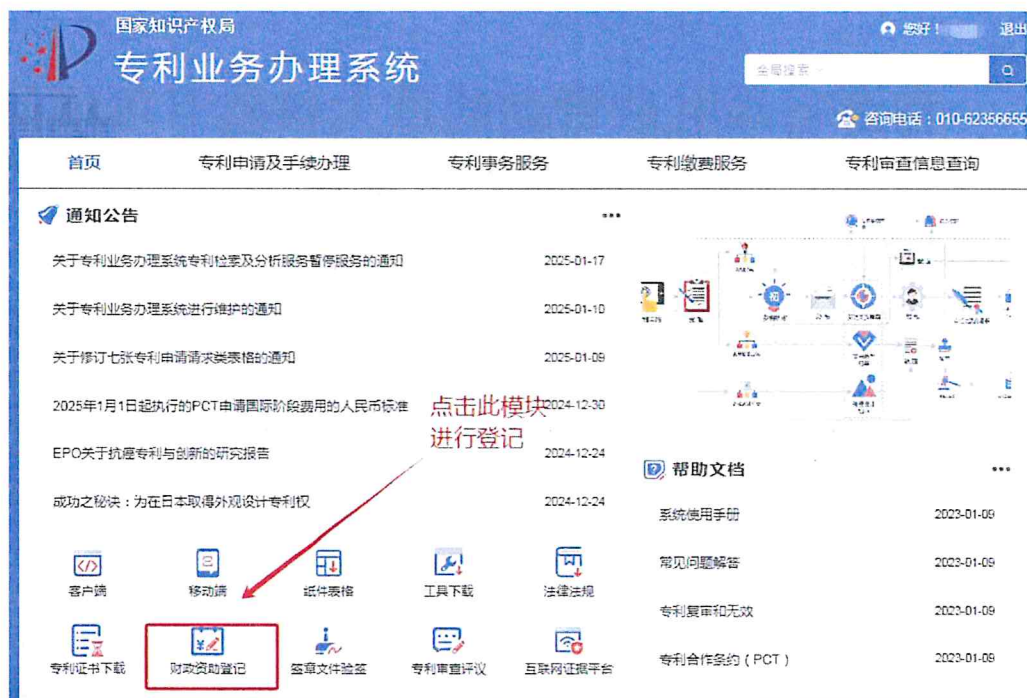 国家知识产权局
专利业务办理系统
您好！
退出
全局搜索
咨询电话：010-62356655
首页
专利申请及手续办理
专利事务服务
专利缴费服务
专利审查信息查询
通知公告
关于专利业务办理系统专利检索及分析服务暂停服务的通知 2025-01-17
关于专利业务办理系统进行维护的通知 2025-01-10
关于修订七张专利申请请求类表格的通知 2025-01-09
2025年1月1日起执行的PCT申请国际阶段费用的人民币标准 2024-12-30
EPO关于抗癌专利与创新的研究报告 2024-12-24
成功之秘诀：为在日本取得外观设计专利权 2024-12-24
点击此模块
进行登记
帮助文档
系统使用手册 2023-01-09
常见问题解答 2023-01-09
专利复审和无效 2023-01-09
专利合作条约（PCT） 2023-01-09
客户端
移动端
纸件表格
工具下载
法律法规
专利证书下载
财政资助登记
签章文件验签
专利审查评议
互联网证据平台